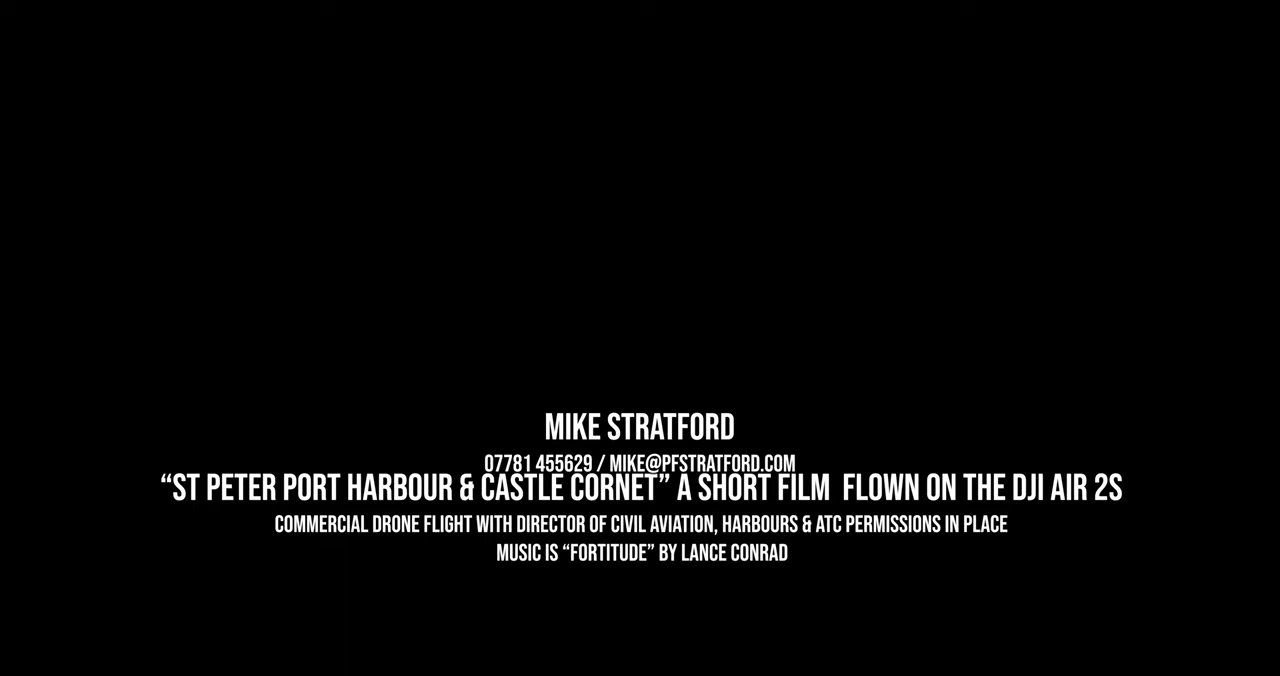 MIKE STRATFORD
07781 455629 / MIKE@PFSTRATFORD.COM
“ST PETER PORT HARBOUR & CASTLE CORNET” A SHORT FILM  FLOWN ON THE DJI AIR 2S
COMMERCIAL DRONE FLIGHT WITH DIRECTOR OF CIVIL AVIATION, HARBOURS & ATC PERMISSIONS IN PLACE
MUSIC IS “FORTITUDE” BY LANCE CONRAD